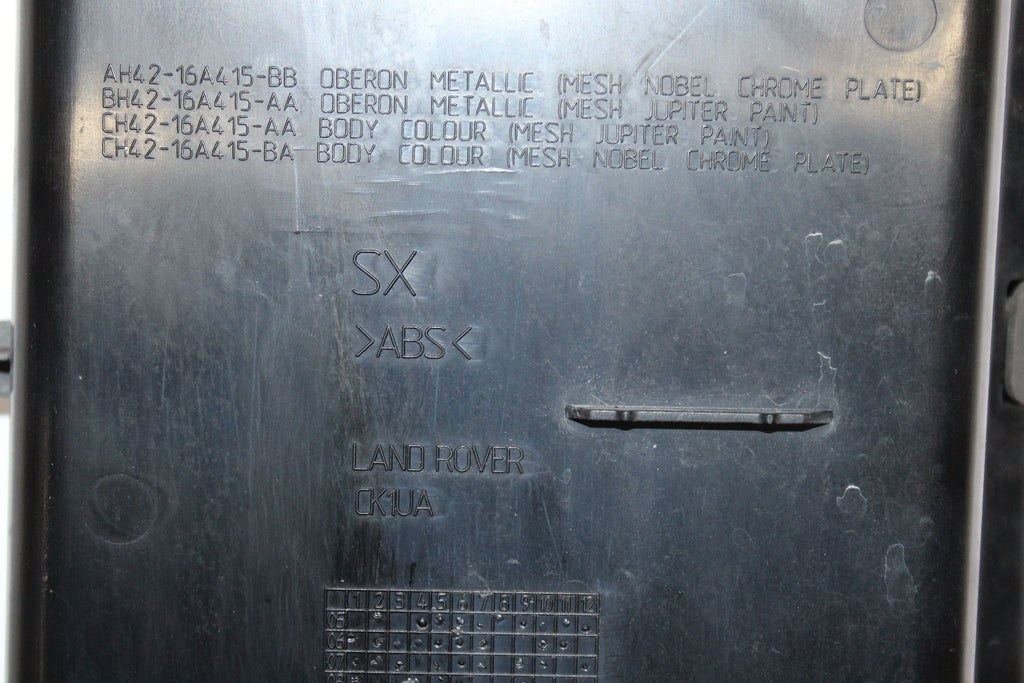 AH42-16A415-BB OBERON METALLIC (MESH NOBEL CHROME PLATE)
BH42-16A415-AA OBERON METALLIC (MESH JUPITER PAINT)
CH42-16A415-AA BODY COLOUR (MESH JUPITER PAINT)
CH42-16A415-BA BODY COLOUR (MESH NOBEL CHROME PLATE)
SX
>ABS<
LAND ROVER
CK1UA
1 2 3 4 5 6 7 8 9 10 11 12
05
06
07